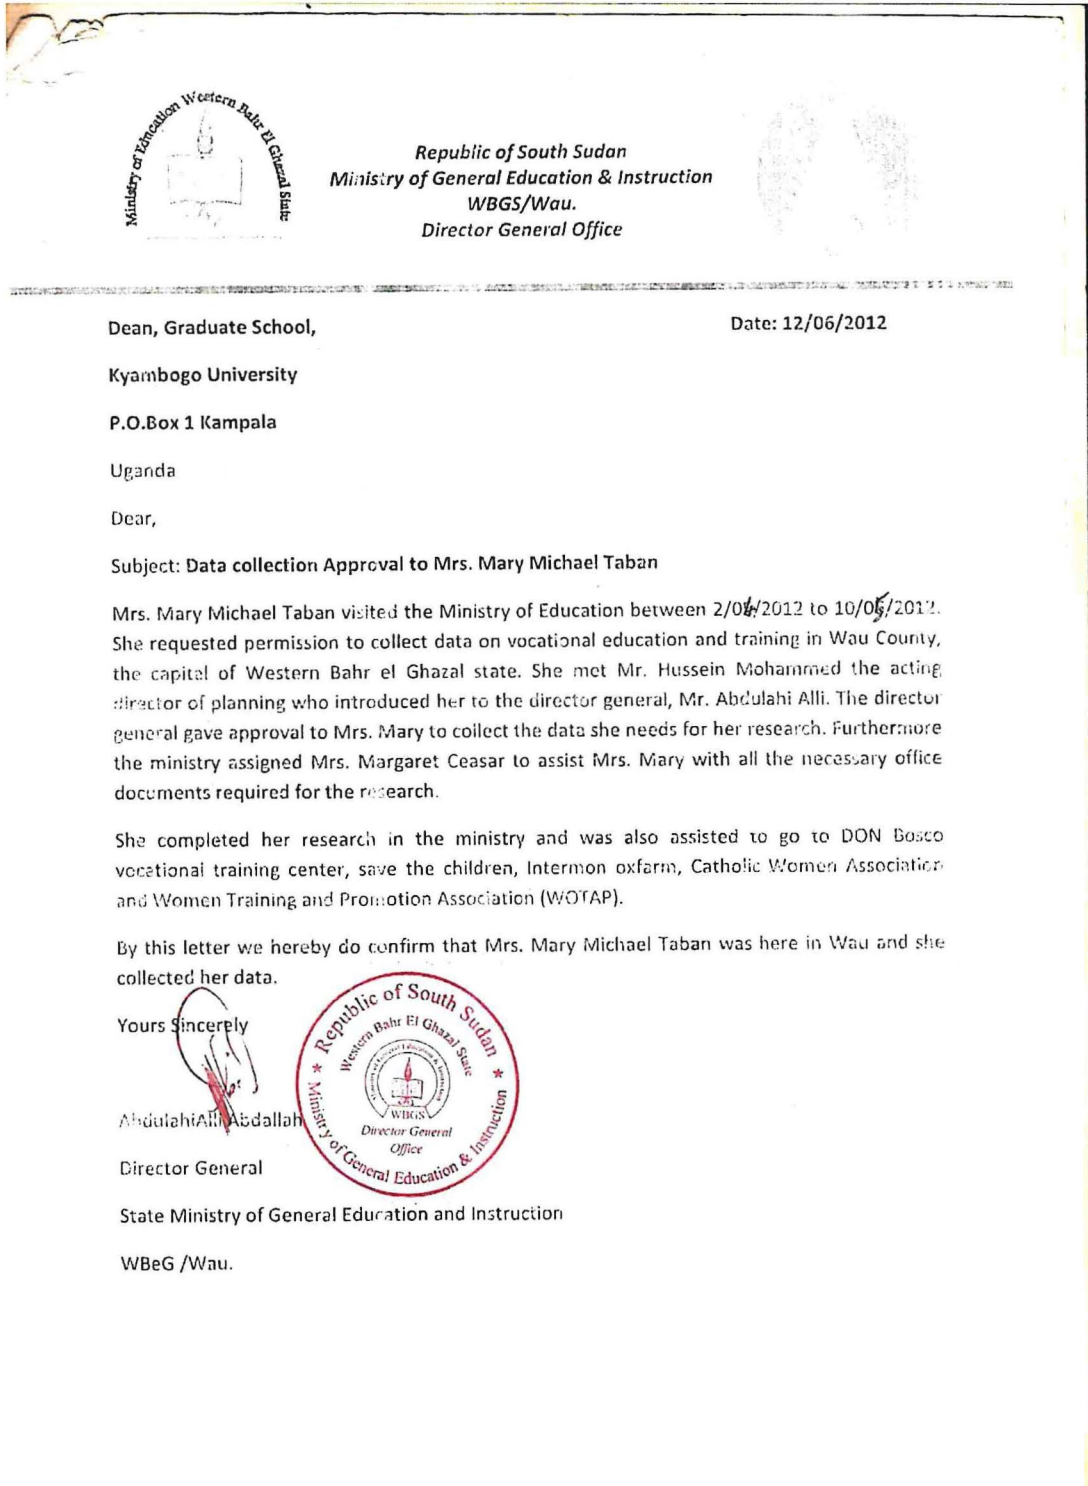 Ministry of Education Western Bahr El Ghazal State
Republic of South Sudan
Ministry of General Education & Instruction
WBGS/Wau.
Director General Office
Dean, Graduate School,
Date: 12/06/2012
Kyambogo University
P.O.Box 1 Kampala
Uganda
Dear,
Subject: Data collection Approval to Mrs. Mary Michael Taban
Mrs. Mary Michael Taban visited the Ministry of Education between to
She requested permission to collect data on vocational education and training in Wau County,
the capital of Western Bahr el Ghazal state. She met Mr. Hussein Mohammed the acting
director of planning who introduced her to the director general, Mr. Abdulahi Alli. The director
general gave approval to Mrs. Mary to collect the data she needs for her research. Furthermore
the ministry assigned Mrs. Margaret Ceasar to assist Mrs. Mary with all the necessary office
documents required for the research.
She completed her research in the ministry and was also assisted to go to DON Bosco
vocational training center, save the children, Intermon oxfarm, Catholic Women Association
and Women Training and Promotion Association (WOTAP).
By this letter we hereby do confirm that Mrs. Mary Michael Taban was here in Wau and she
collected her data.
Yours Sincerely
AbdulahiAlli Abdallah
Director General
State Ministry of General Education and Instruction
WBeG /Wau.
★ Republic of South Sudan ★
Western Bahr El Ghazal State
WBGS
Director General
Office
Ministry of General Education & Instruction